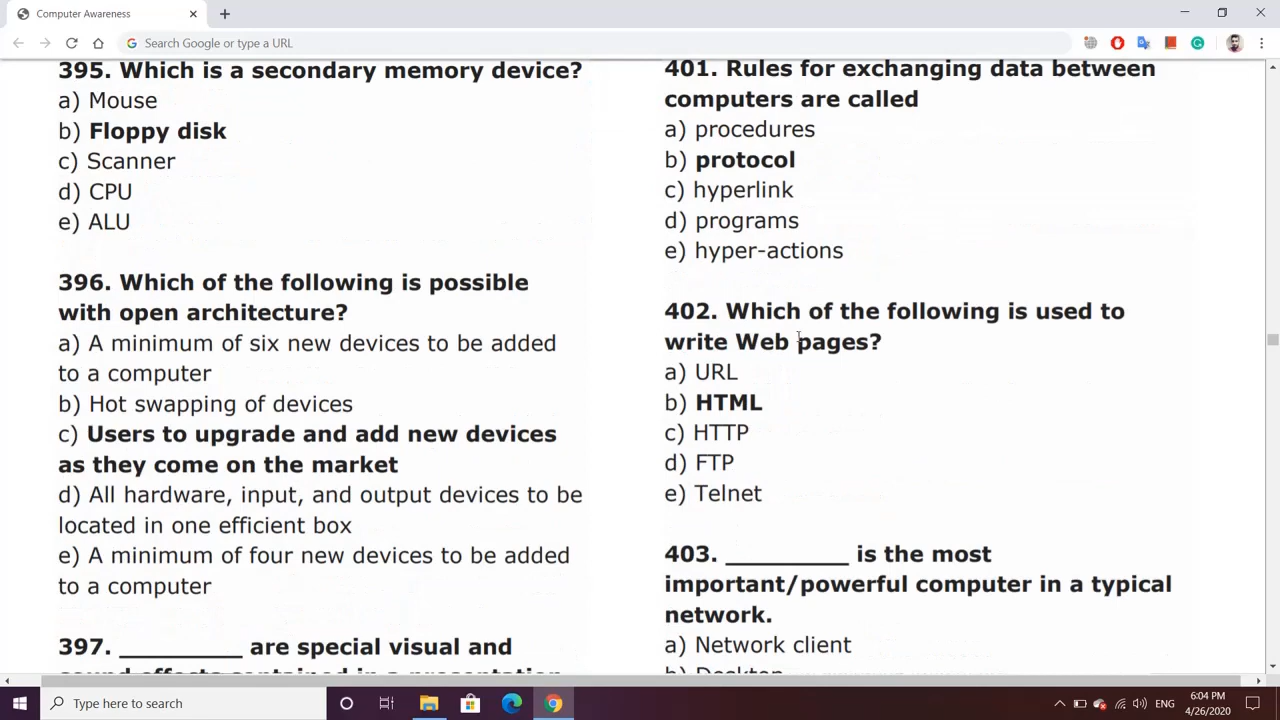 Computer Awareness
Search Google or type a URL
395. Which is a secondary memory device?
a) Mouse
b) Floppy disk
c) Scanner
d) CPU
e) ALU
396. Which of the following is possible
with open architecture?
a) A minimum of six new devices to be added
to a computer
b) Hot swapping of devices
c) Users to upgrade and add new devices
as they come on the market
d) All hardware, input, and output devices to be
located in one efficient box
e) A minimum of four new devices to be added
to a computer
397. __________ are special visual and
sound effects contained in a presentation
401. Rules for exchanging data between
computers are called
a) procedures
b) protocol
c) hyperlink
d) programs
e) hyper-actions
402. Which of the following is used to
write Web pages?
a) URL
b) HTML
c) HTTP
d) FTP
e) Telnet
403. __________ is the most
important/powerful computer in a typical
network.
a) Network client
b) Desktop
Type here to search
ENG
6:04 PM
4/26/2020